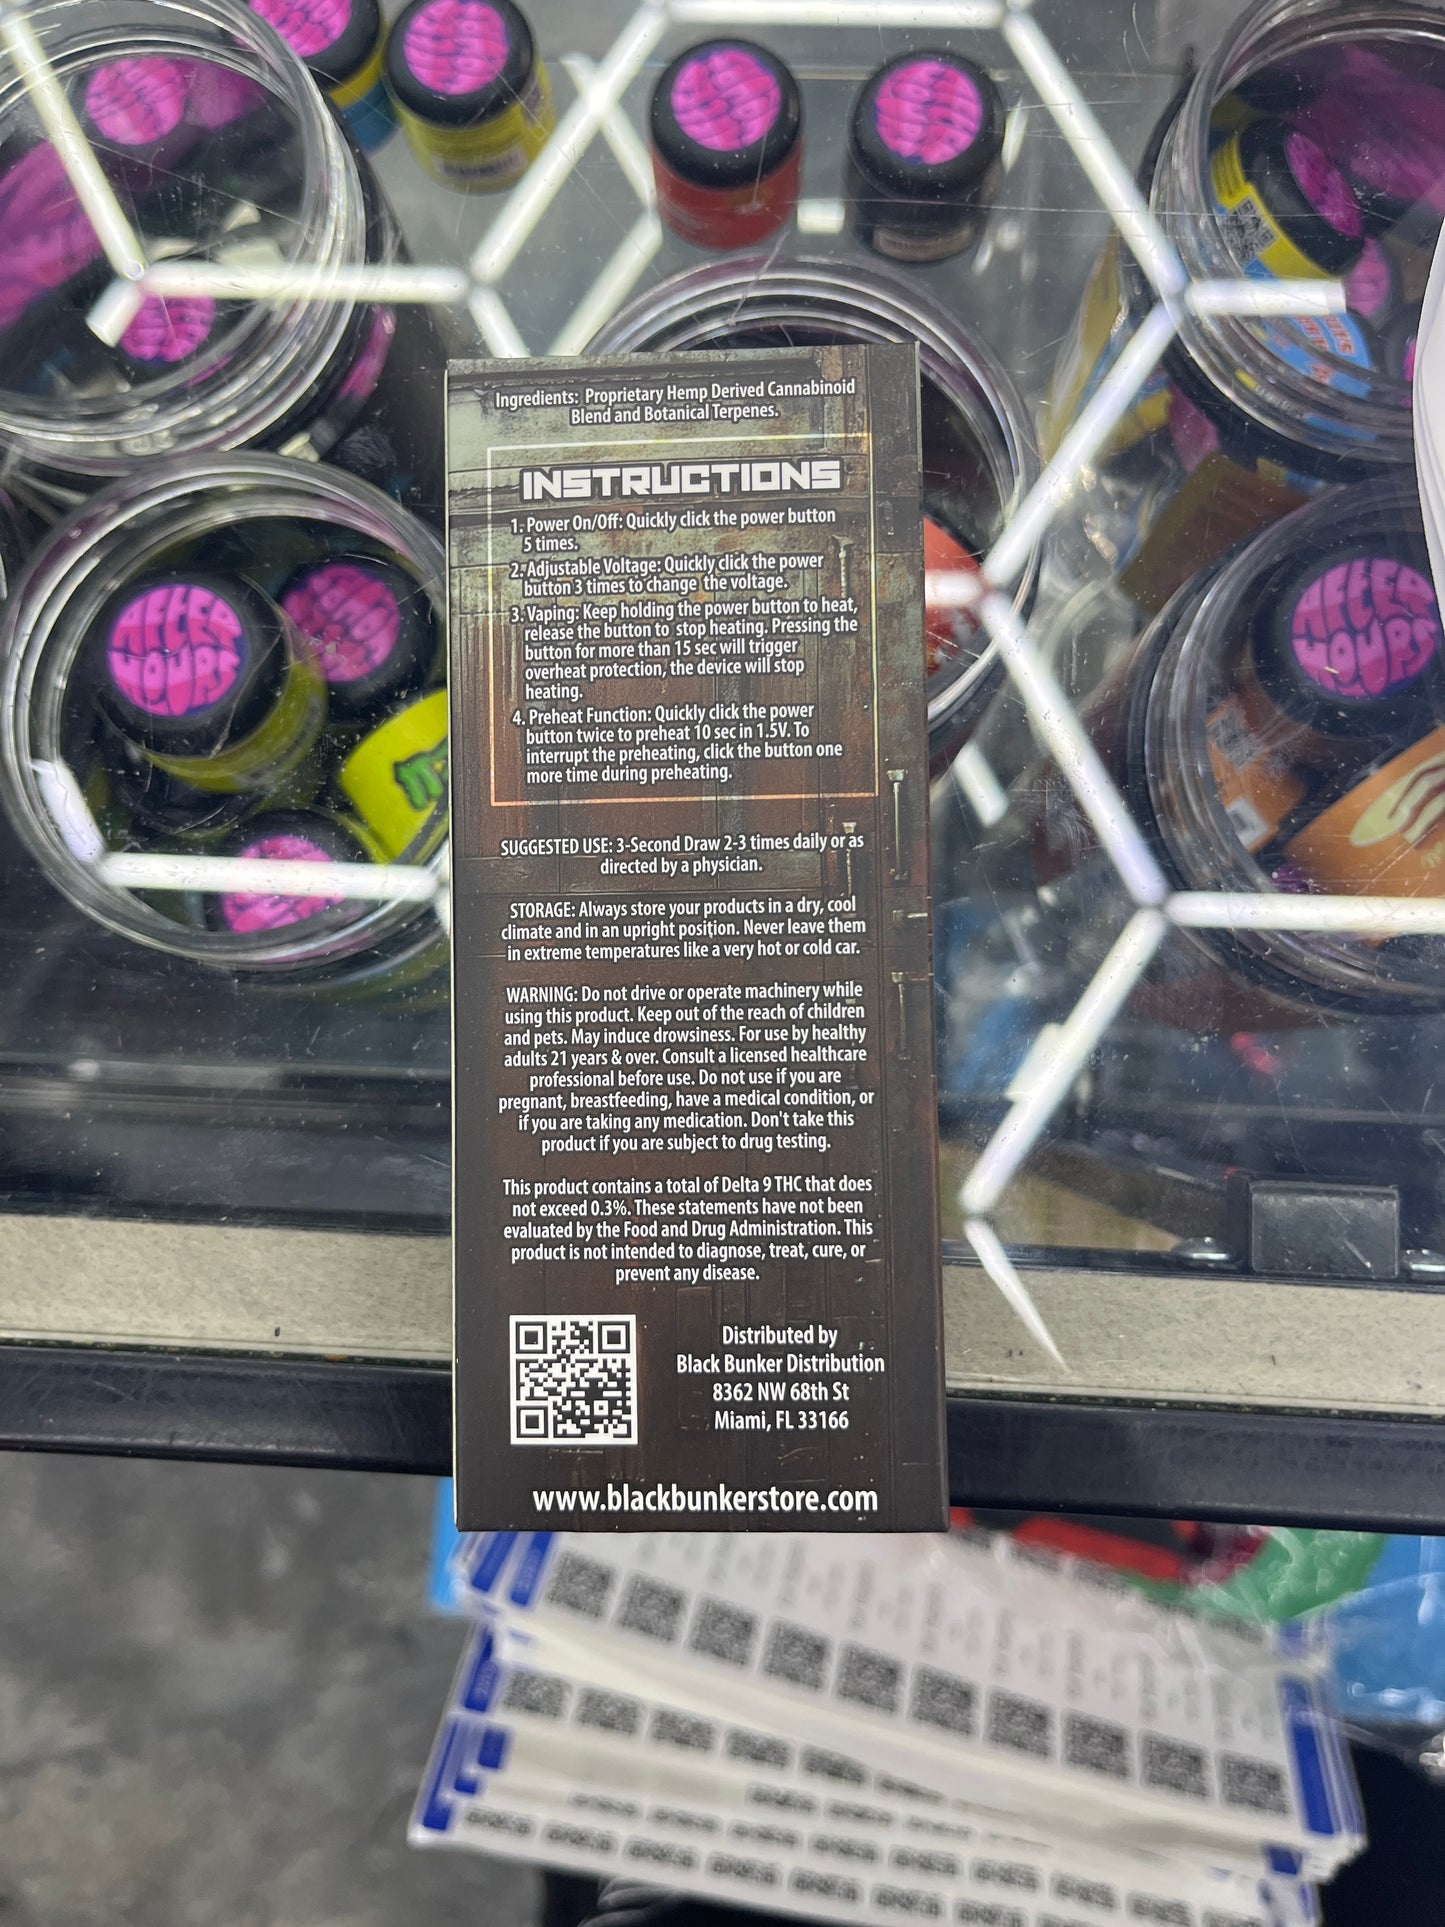 AFTER
HOURS
AFTER
HOURS
Ingredients: Proprietary Hemp Derived Cannabinoid
Blend and Botanical Terpenes.
INSTRUCTIONS
1. Power On/Off: Quickly click the power button
5 times.
2. Adjustable Voltage: Quickly click the power
button 3 times to change the voltage.
3. Vaping: Keep holding the power button to heat,
release the button to stop heating. Pressing the
button for more than 15 sec will trigger
overheat protection, the device will stop
heating.
4. Preheat Function: Quickly click the power
button twice to preheat 10 sec in 1.5V. To
interrupt the preheating, click the button one
more time during preheating.
SUGGESTED USE: 3-Second Draw 2-3 times daily or as
directed by a physician.
STORAGE: Always store your products in a dry, cool
climate and in an upright position. Never leave them
in extreme temperatures like a very hot or cold car.
WARNING: Do not drive or operate machinery while
using this product. Keep out of the reach of children
and pets. May induce drowsiness. For use by healthy
adults 21 years & over. Consult a licensed healthcare
professional before use. Do not use if you are
pregnant, breastfeeding, have a medical condition, or
if you are taking any medication. Don't take this
product if you are subject to drug testing.
This product contains a total of Delta 9 THC that does
not exceed 0.3%. These statements have not been
evaluated by the Food and Drug Administration. This
product is not intended to diagnose, treat, cure, or
prevent any disease.
Distributed by
Black Bunker Distribution
8362 NW 68th St
Miami, FL 33166
www.blackbunkerstore.com